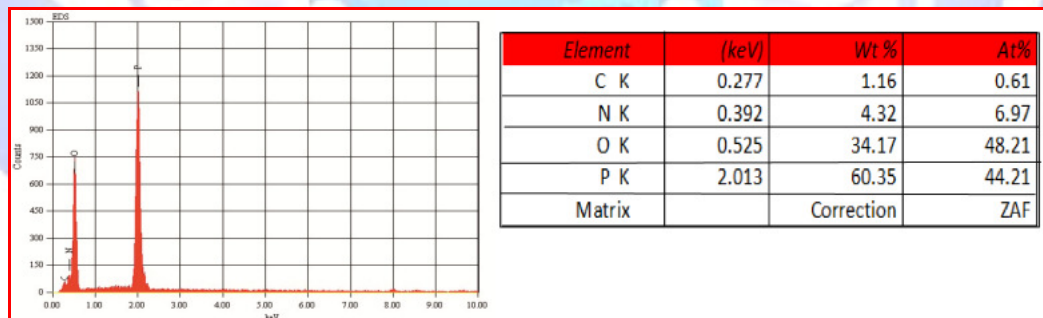 EDS
1500
1350
1200
1050
900
750
600
450
300
150
0
Counts
C
N
O
P
0.00 1.00 2.00 3.00 4.00 5.00 6.00 7.00 8.00 9.00 10.00
keV
Element (keV) Wt % At%
C K 0.277 1.16 0.61
N K 0.392 4.32 6.97
O K 0.525 34.17 48.21
P K 2.013 60.35 44.21
Matrix Correction ZAF